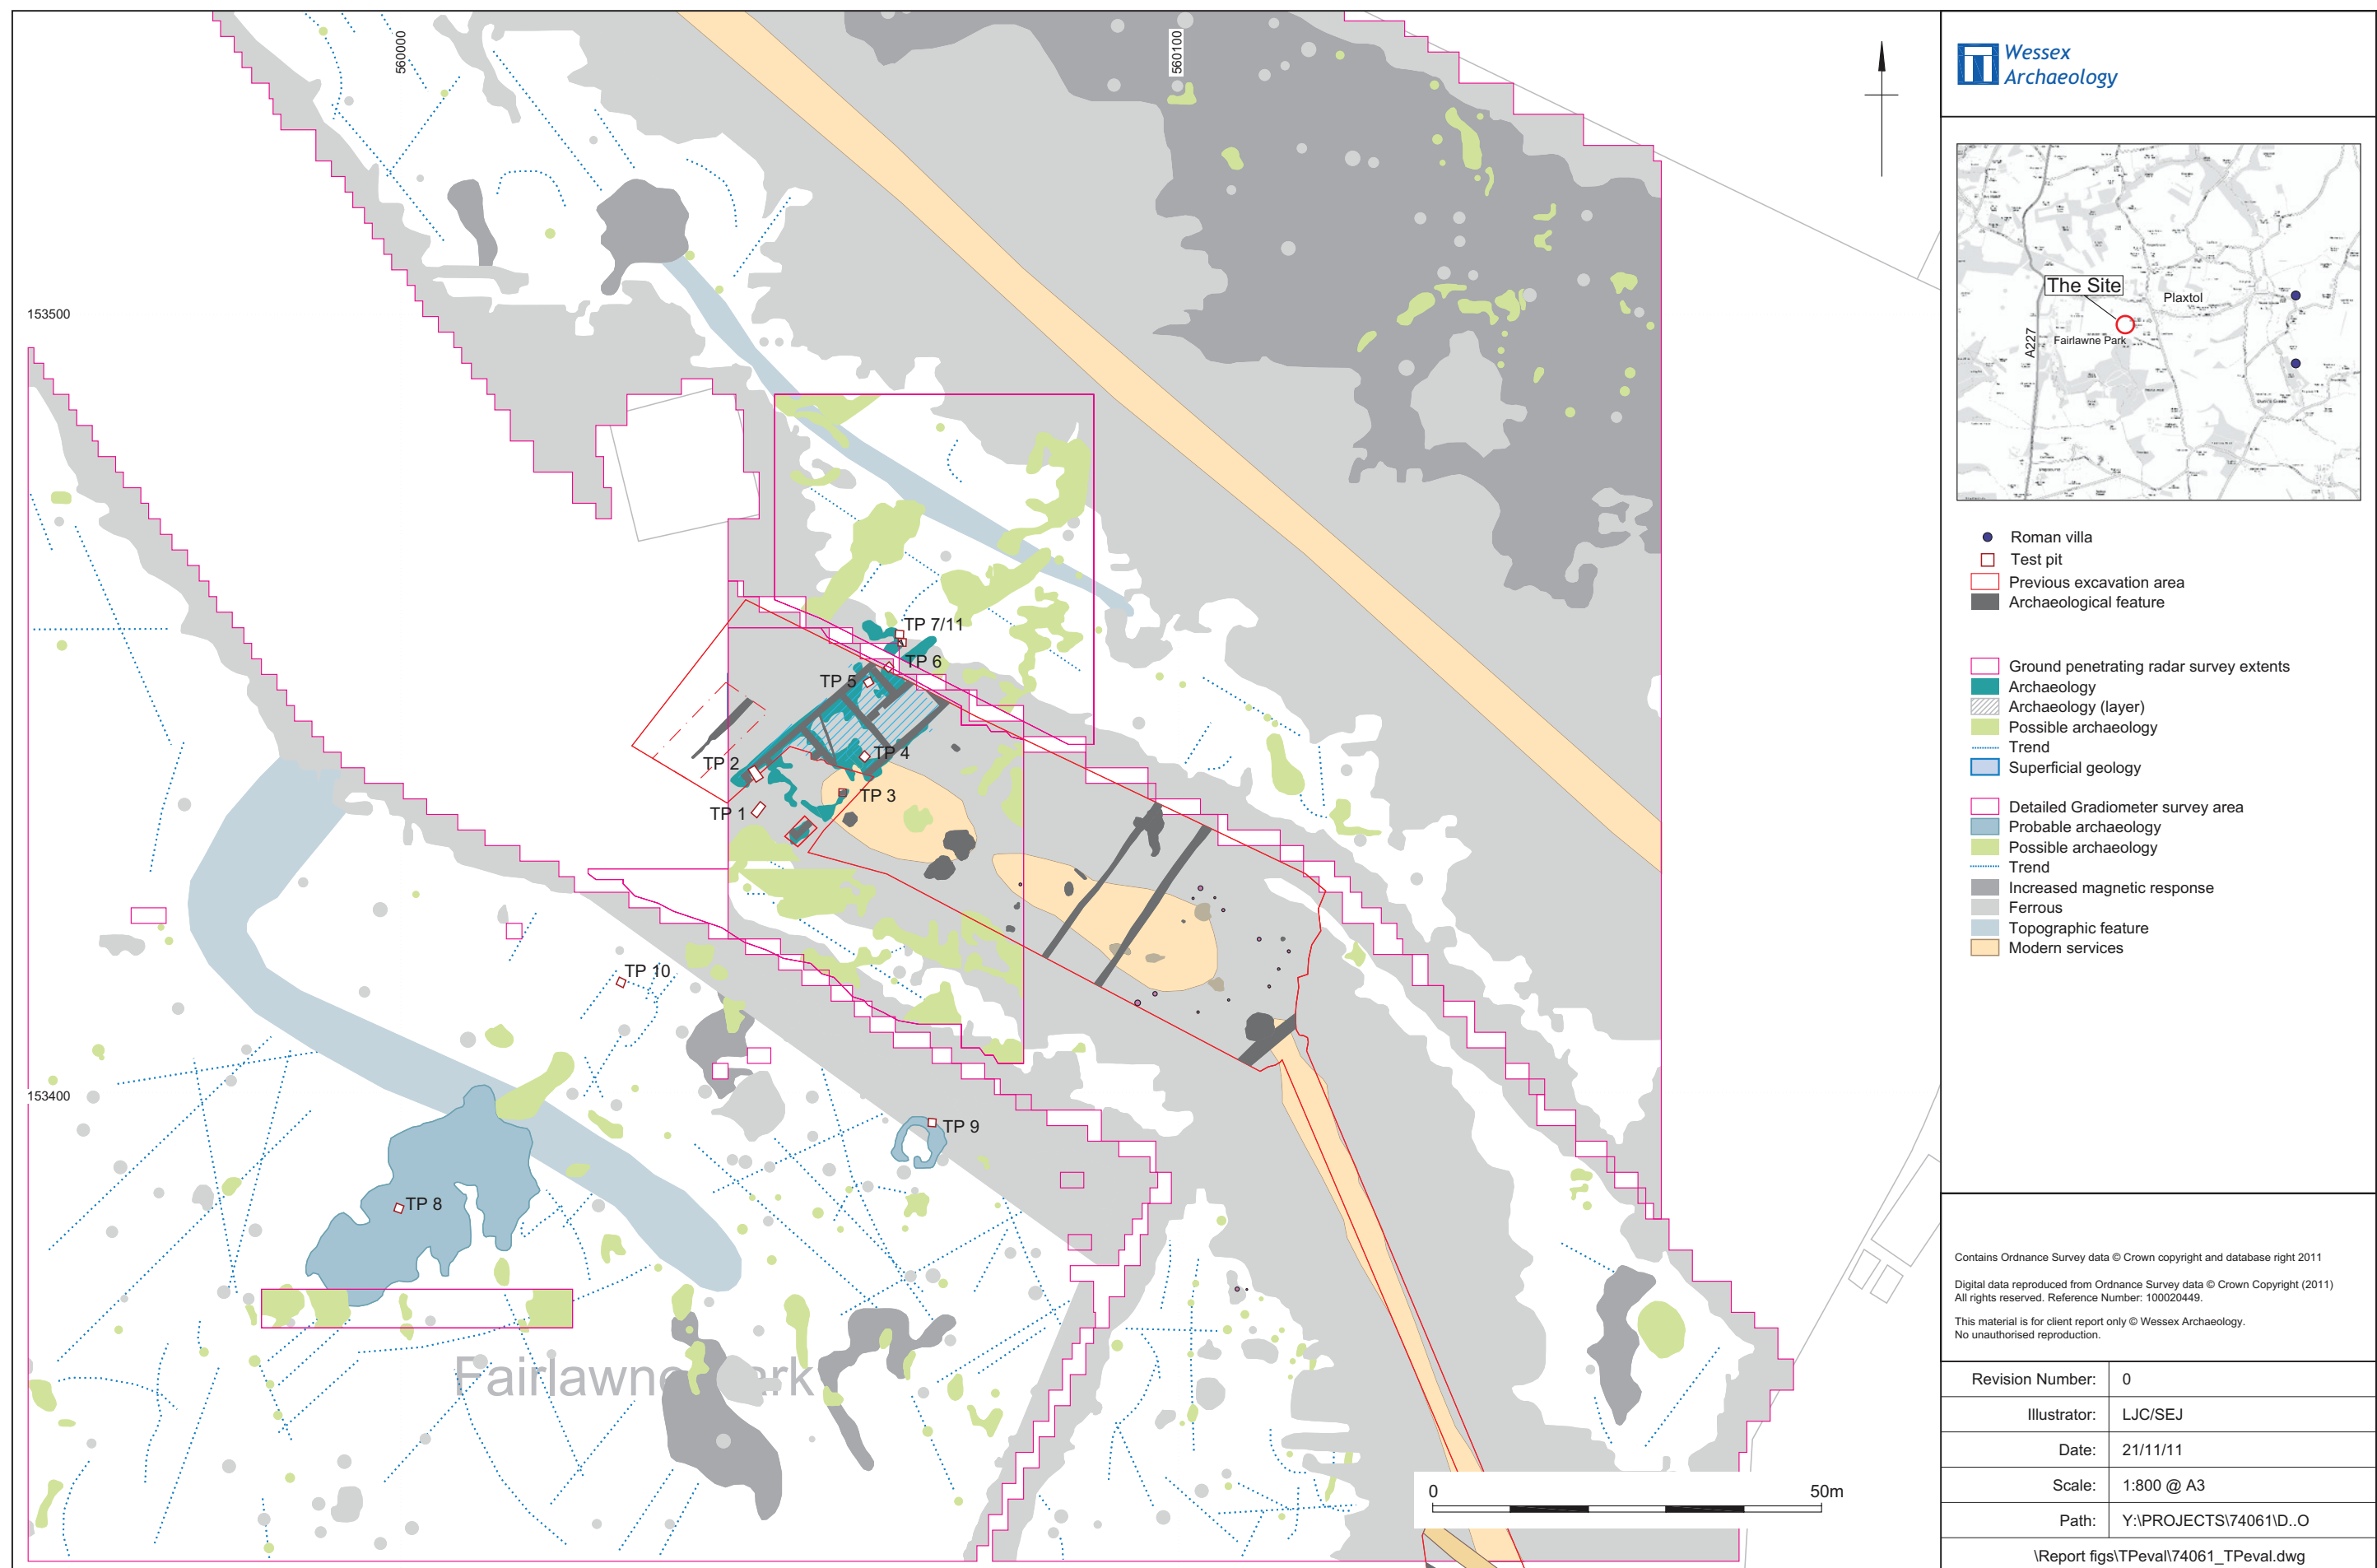 560000
560100
153500
153400
TP 7/11
TP 6
TP 5
TP 4
TP 2
TP 3
TP 1
TP 10
TP 9
TP 8
Fairlawne Park
0 50m
Wessex
Archaeology
The Site
Plaxtol
A227
Fairlawne Park
Roman villa
Test pit
Previous excavation area
Archaeological feature
Ground penetrating radar survey extents
Archaeology
Archaeology (layer)
Possible archaeology
Trend
Superficial geology
Detailed Gradiometer survey area
Probable archaeology
Possible archaeology
Trend
Increased magnetic response
Ferrous
Topographic feature
Modern services
Contains Ordnance Survey data © Crown copyright and database right 2011
Digital data reproduced from Ordnance Survey data © Crown Copyright (2011)
All rights reserved. Reference Number: 100020449.
This material is for client report only © Wessex Archaeology.
No unauthorised reproduction.
Revision Number: 0
Illustrator: LJC/SEJ
Date: 21/11/11
Scale: 1:800 @ A3
Path: Y:\PROJECTS\74061\D..O
\Report figs\TPeval\74061_TPeval.dwg